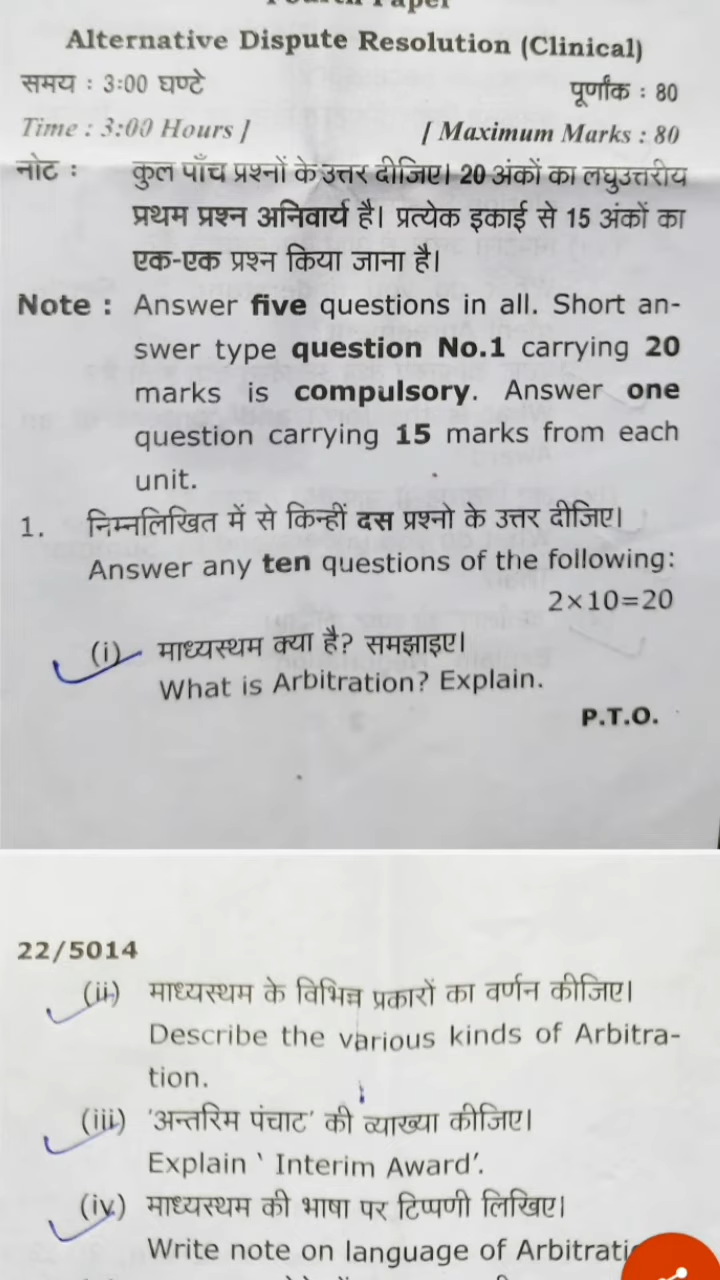 Fourth Paper
Alternative Dispute Resolution (Clinical)
समय : 3:00 घण्टे
पूर्णांक : 80
Time : 3:00 Hours ]
[ Maximum Marks : 80
नोट : कुल पाँच प्रश्नों के उत्तर दीजिए। 20 अंकों का लघुउत्तरीय
प्रथम प्रश्न अनिवार्य है। प्रत्येक इकाई से 15 अंकों का
एक-एक प्रश्न किया जाना है।
Note : Answer five questions in all. Short an-
swer type question No.1 carrying 20
marks is compulsory. Answer one
question carrying 15 marks from each
unit.
1. निम्नलिखित में से किन्हीं दस प्रश्नो के उत्तर दीजिए।
Answer any ten questions of the following:
2×10=20
(i) माध्यस्थम क्या है? समझाइए।
What is Arbitration? Explain.
P.T.O.
22/5014
(ii) माध्यस्थम के विभिन्न प्रकारों का वर्णन कीजिए।
Describe the various kinds of Arbitra-
tion.
(iii) 'अन्तरिम पंचाट' की व्याख्या कीजिए।
Explain ' Interim Award'.
(iv) माध्यस्थम की भाषा पर टिप्पणी लिखिए।
Write note on language of